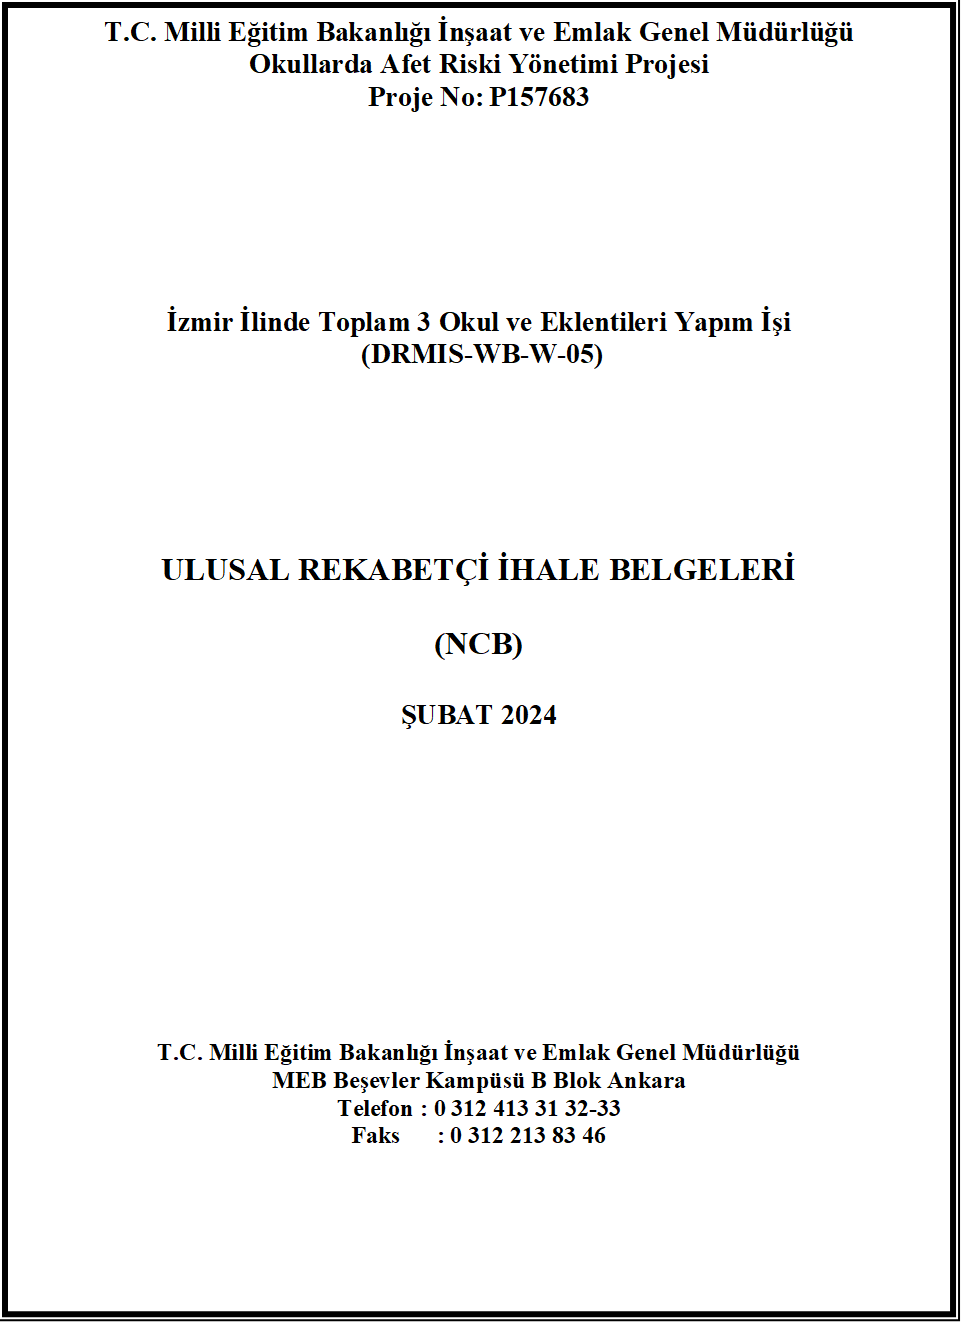 T.C. Milli Eğitim Bakanlığı İnşaat ve Emlak Genel Müdürlüğü
Okullarda Afet Riski Yönetimi Projesi
Proje No: P157683
İzmir İlinde Toplam 3 Okul ve Eklentileri Yapım İşi
(DRMIS-WB-W-05)
ULUSAL REKABETÇİ İHALE BELGELERİ
(NCB)
ŞUBAT 2024
T.C. Milli Eğitim Bakanlığı İnşaat ve Emlak Genel Müdürlüğü
MEB Beşevler Kampüsü B Blok Ankara
Telefon : 0 312 413 31 32-33
Faks : 0 312 213 83 46